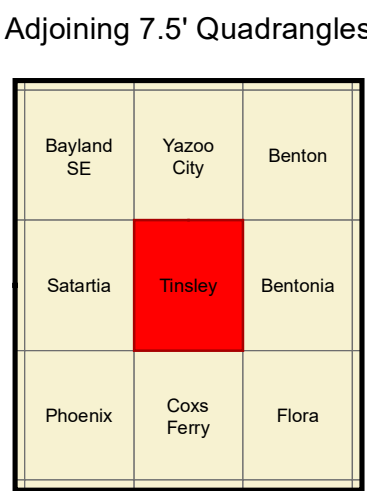 Adjoining 7.5' Quadrangles
Bayland
SE
Yazoo
City
Benton
Satartia
Tinsley
Bentonia
Phoenix
Coxs
Ferry
Flora